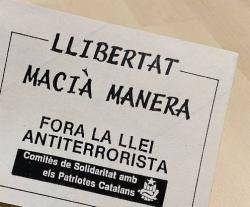 LLIBERTAT
MACIÀ MANERA
FORA LA LLEI
ANTITERRORISTA
Comitès de Solidaritat amb
els Patriotes Catalans